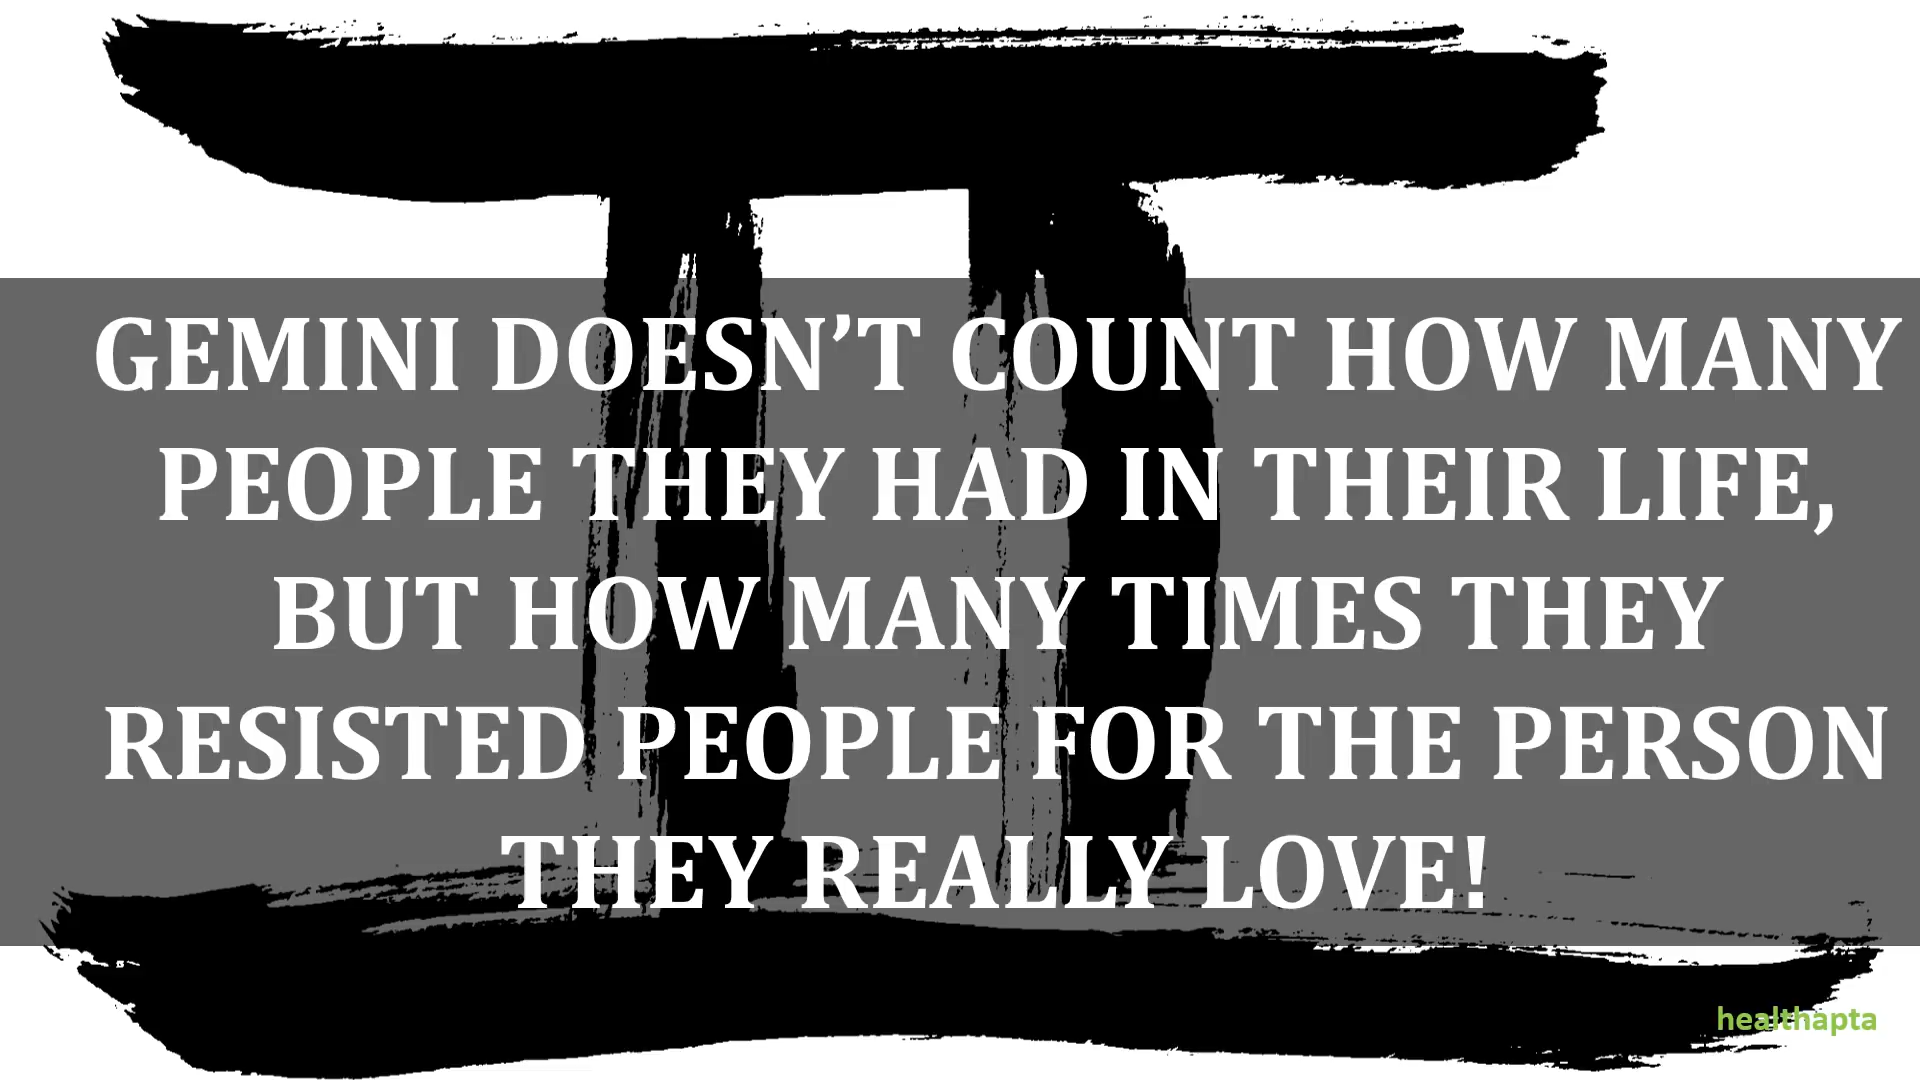 GEMINI DOESN’T COUNT HOW MANY
PEOPLE THEY HAD IN THEIR LIFE,
BUT HOW MANY TIMES THEY
RESISTED PEOPLE FOR THE PERSON
THEY REALLY LOVE!
healthapta